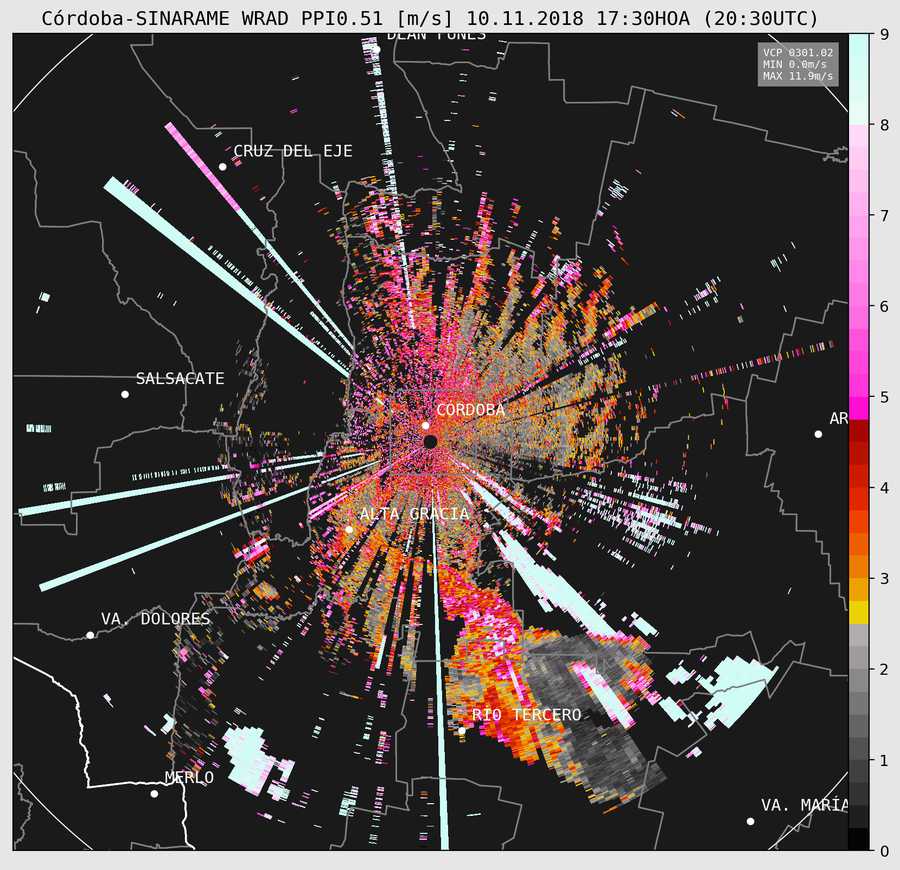 Córdoba-SINARAME WRAD PPI0.51 [m/s] 10.11.2018 17:30HOA (20:30UTC)
DEAN FUNES
VCP 0301.02
MIN 0.0m/s
MAX 11.9m/s
CRUZ DEL EJE
SALSACATE
CORDOBA
AR
ALTA GRACIA
VA. DOLORES
RIO TERCERO
MERLO
VA. MARÍA
9
8
7
6
5
4
3
2
1
0